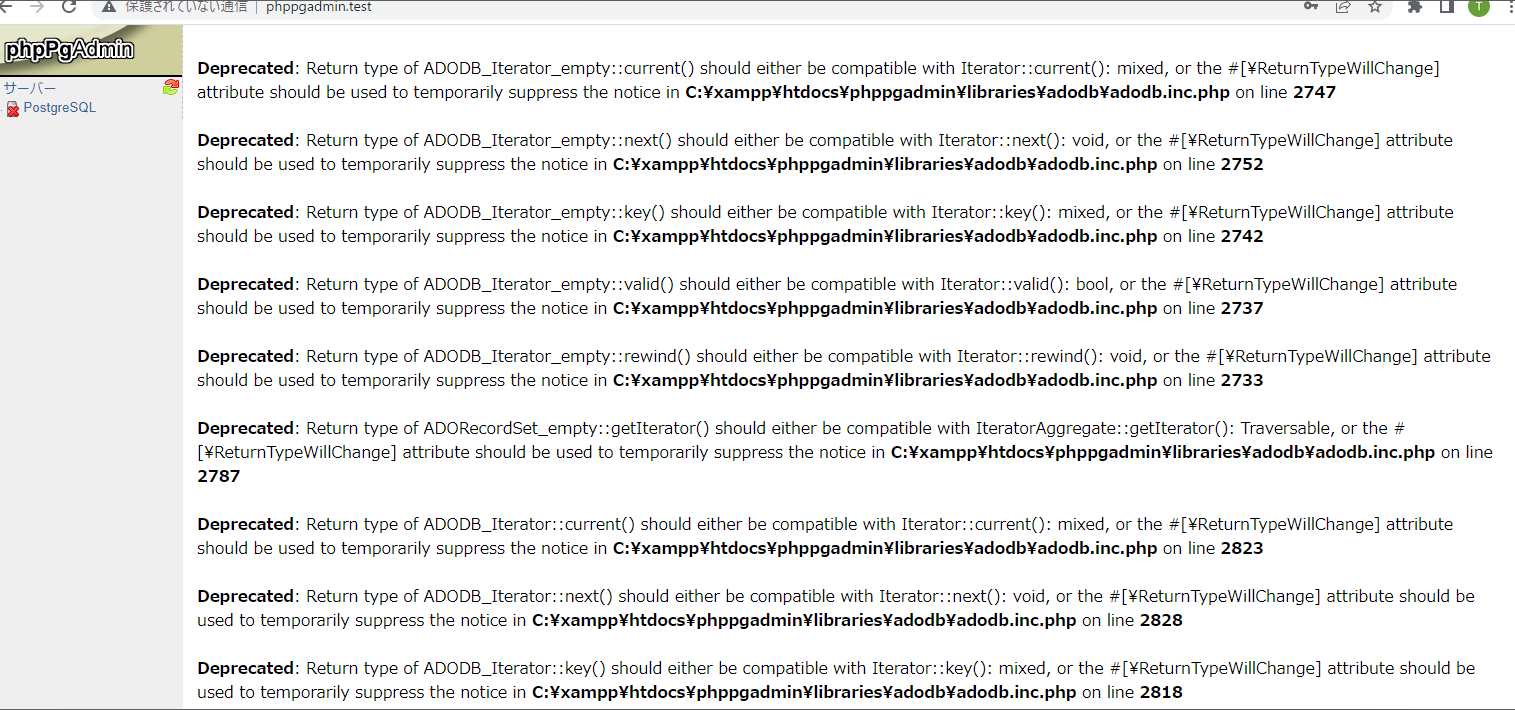 保護されていない通信 | phppgadmin.test
T
phpPgAdmin
サーバー
PostgreSQL
Deprecated: Return type of ADODB_Iterator_empty::current() should either be compatible with Iterator::current(): mixed, or the #[¥ReturnTypeWillChange]
attribute should be used to temporarily suppress the notice in C:¥xampp¥htdocs¥phppgadmin¥libraries¥adodb¥adodb.inc.php on line 2747
Deprecated: Return type of ADODB_Iterator_empty::next() should either be compatible with Iterator::next(): void, or the #[¥ReturnTypeWillChange] attribute
should be used to temporarily suppress the notice in C:¥xampp¥htdocs¥phppgadmin¥libraries¥adodb¥adodb.inc.php on line 2752
Deprecated: Return type of ADODB_Iterator_empty::key() should either be compatible with Iterator::key(): mixed, or the #[¥ReturnTypeWillChange] attribute
should be used to temporarily suppress the notice in C:¥xampp¥htdocs¥phppgadmin¥libraries¥adodb¥adodb.inc.php on line 2742
Deprecated: Return type of ADODB_Iterator_empty::valid() should either be compatible with Iterator::valid(): bool, or the #[¥ReturnTypeWillChange] attribute
should be used to temporarily suppress the notice in C:¥xampp¥htdocs¥phppgadmin¥libraries¥adodb¥adodb.inc.php on line 2737
Deprecated: Return type of ADODB_Iterator_empty::rewind() should either be compatible with Iterator::rewind(): void, or the #[¥ReturnTypeWillChange] attribute
should be used to temporarily suppress the notice in C:¥xampp¥htdocs¥phppgadmin¥libraries¥adodb¥adodb.inc.php on line 2733
Deprecated: Return type of ADORecordSet_empty::getIterator() should either be compatible with IteratorAggregate::getIterator(): Traversable, or the #
[¥ReturnTypeWillChange] attribute should be used to temporarily suppress the notice in C:¥xampp¥htdocs¥phppgadmin¥libraries¥adodb¥adodb.inc.php on line
2787
Deprecated: Return type of ADODB_Iterator::current() should either be compatible with Iterator::current(): mixed, or the #[¥ReturnTypeWillChange] attribute
should be used to temporarily suppress the notice in C:¥xampp¥htdocs¥phppgadmin¥libraries¥adodb¥adodb.inc.php on line 2823
Deprecated: Return type of ADODB_Iterator::next() should either be compatible with Iterator::next(): void, or the #[¥ReturnTypeWillChange] attribute should be
used to temporarily suppress the notice in C:¥xampp¥htdocs¥phppgadmin¥libraries¥adodb¥adodb.inc.php on line 2828
Deprecated: Return type of ADODB_Iterator::key() should either be compatible with Iterator::key(): mixed, or the #[¥ReturnTypeWillChange] attribute should be
used to temporarily suppress the notice in C:¥xampp¥htdocs¥phppgadmin¥libraries¥adodb¥adodb.inc.php on line 2818